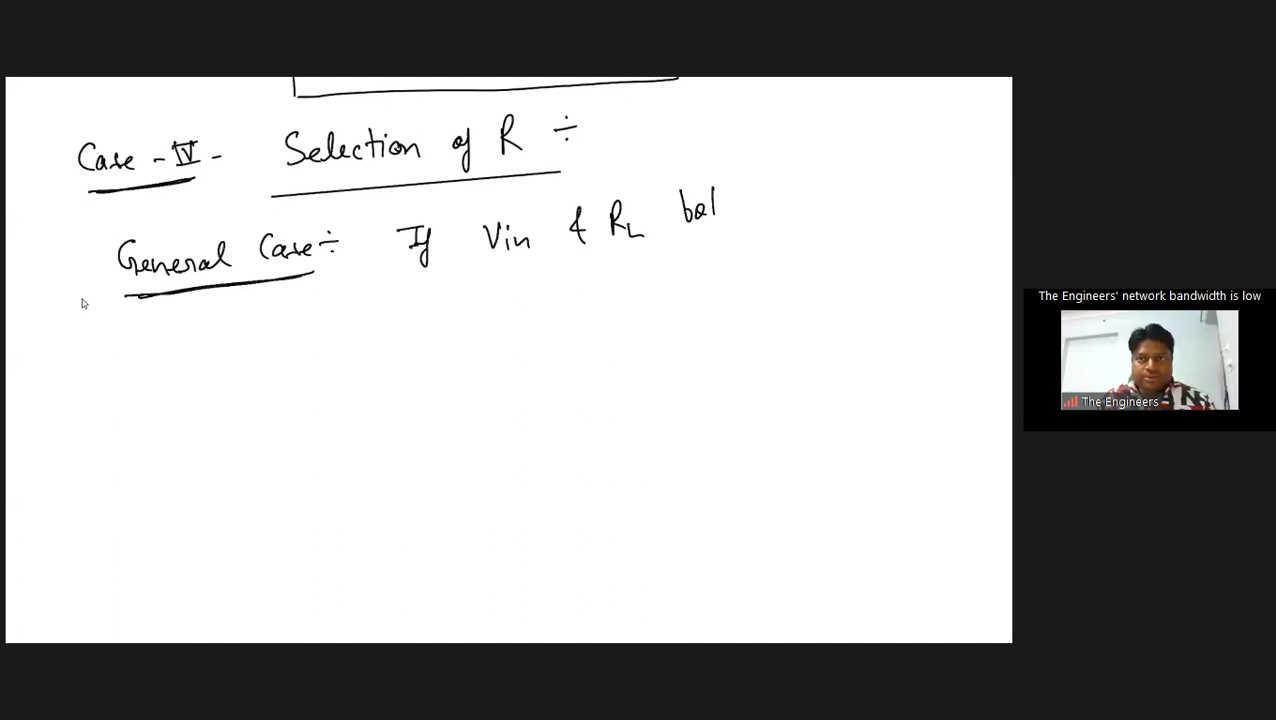 Case - IV - Selection of R ÷
General Case ÷ If Vin & RL bol
The Engineers' network bandwidth is low
The Engineers